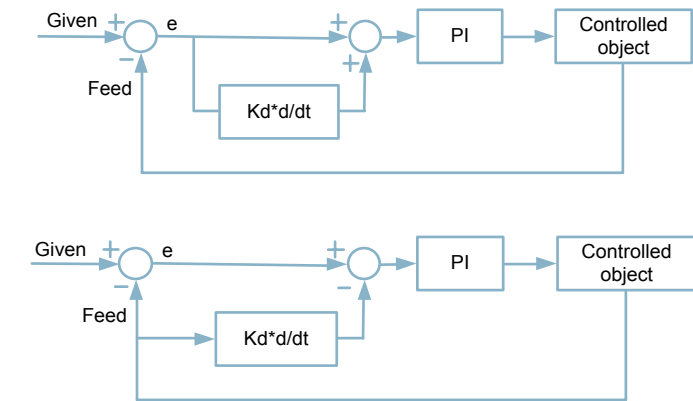 Given
+
−
e
+
+
PI
Controlled
object
Feed
Kd*d/dt
Given
+
−
e
+
−
PI
Controlled
object
Feed
Kd*d/dt